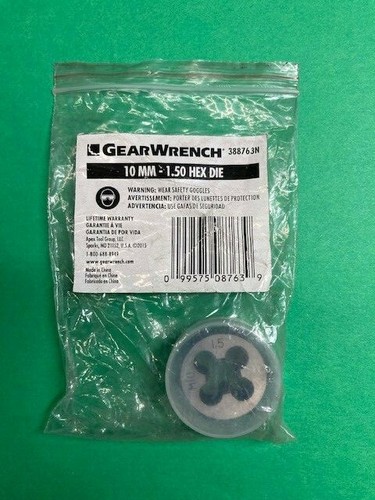 GEARWRENCH 388763N
10 MM - 1.50 HEX DIE
WARNING: WEAR SAFETY GOGGLES
AVERTISSEMENT: PORTER DES LUNETTES DE PROTECTION
ADVERTENCIA: USE GAFAS DE SEGURIDAD
LIFETIME WARRANTY
GARANTIE À VIE
GARANTIA DE POR VIDA
Apex Tool Group, LLC
Sparks, MD 21152, U.S.A. ©2013
1-800-688-8949
www.gearwrench.com
Made in China
Fabriqué en Chine
Fabricado en China
0 99575 08763 9
1.5